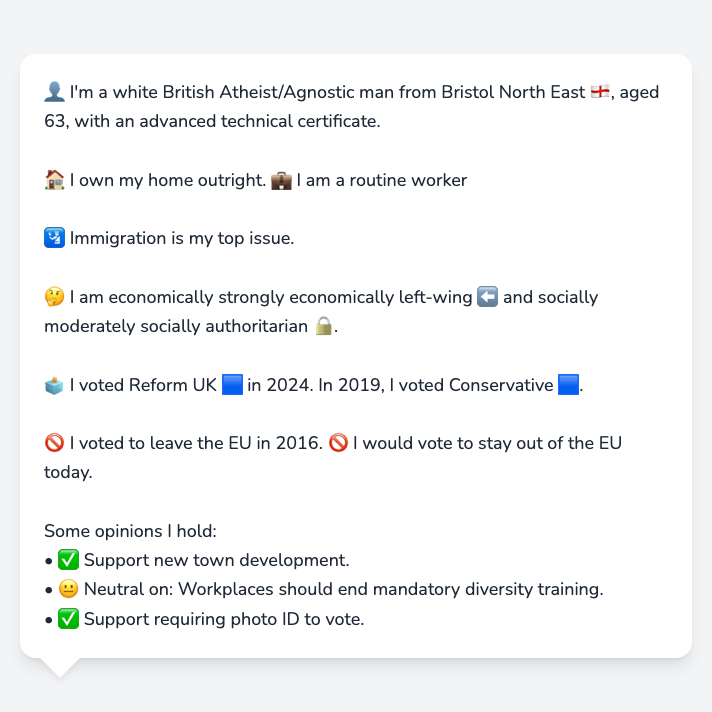 👤 I'm a white British Atheist/Agnostic man from Bristol North East 🏴󠁧󠁢󠁥󠁮󠁧󠁿, aged
63, with an advanced technical certificate.
🏠 I own my home outright. 💼 I am a routine worker
🛂 Immigration is my top issue.
🤔 I am economically strongly economically left-wing ⬅️ and socially
moderately socially authoritarian 🔒.
🗳️ I voted Reform UK 🟦 in 2024. In 2019, I voted Conservative 🟦.
🚫 I voted to leave the EU in 2016. 🚫 I would vote to stay out of the EU
today.
Some opinions I hold:
• ✅ Support new town development.
• 😐 Neutral on: Workplaces should end mandatory diversity training.
• ✅ Support requiring photo ID to vote.